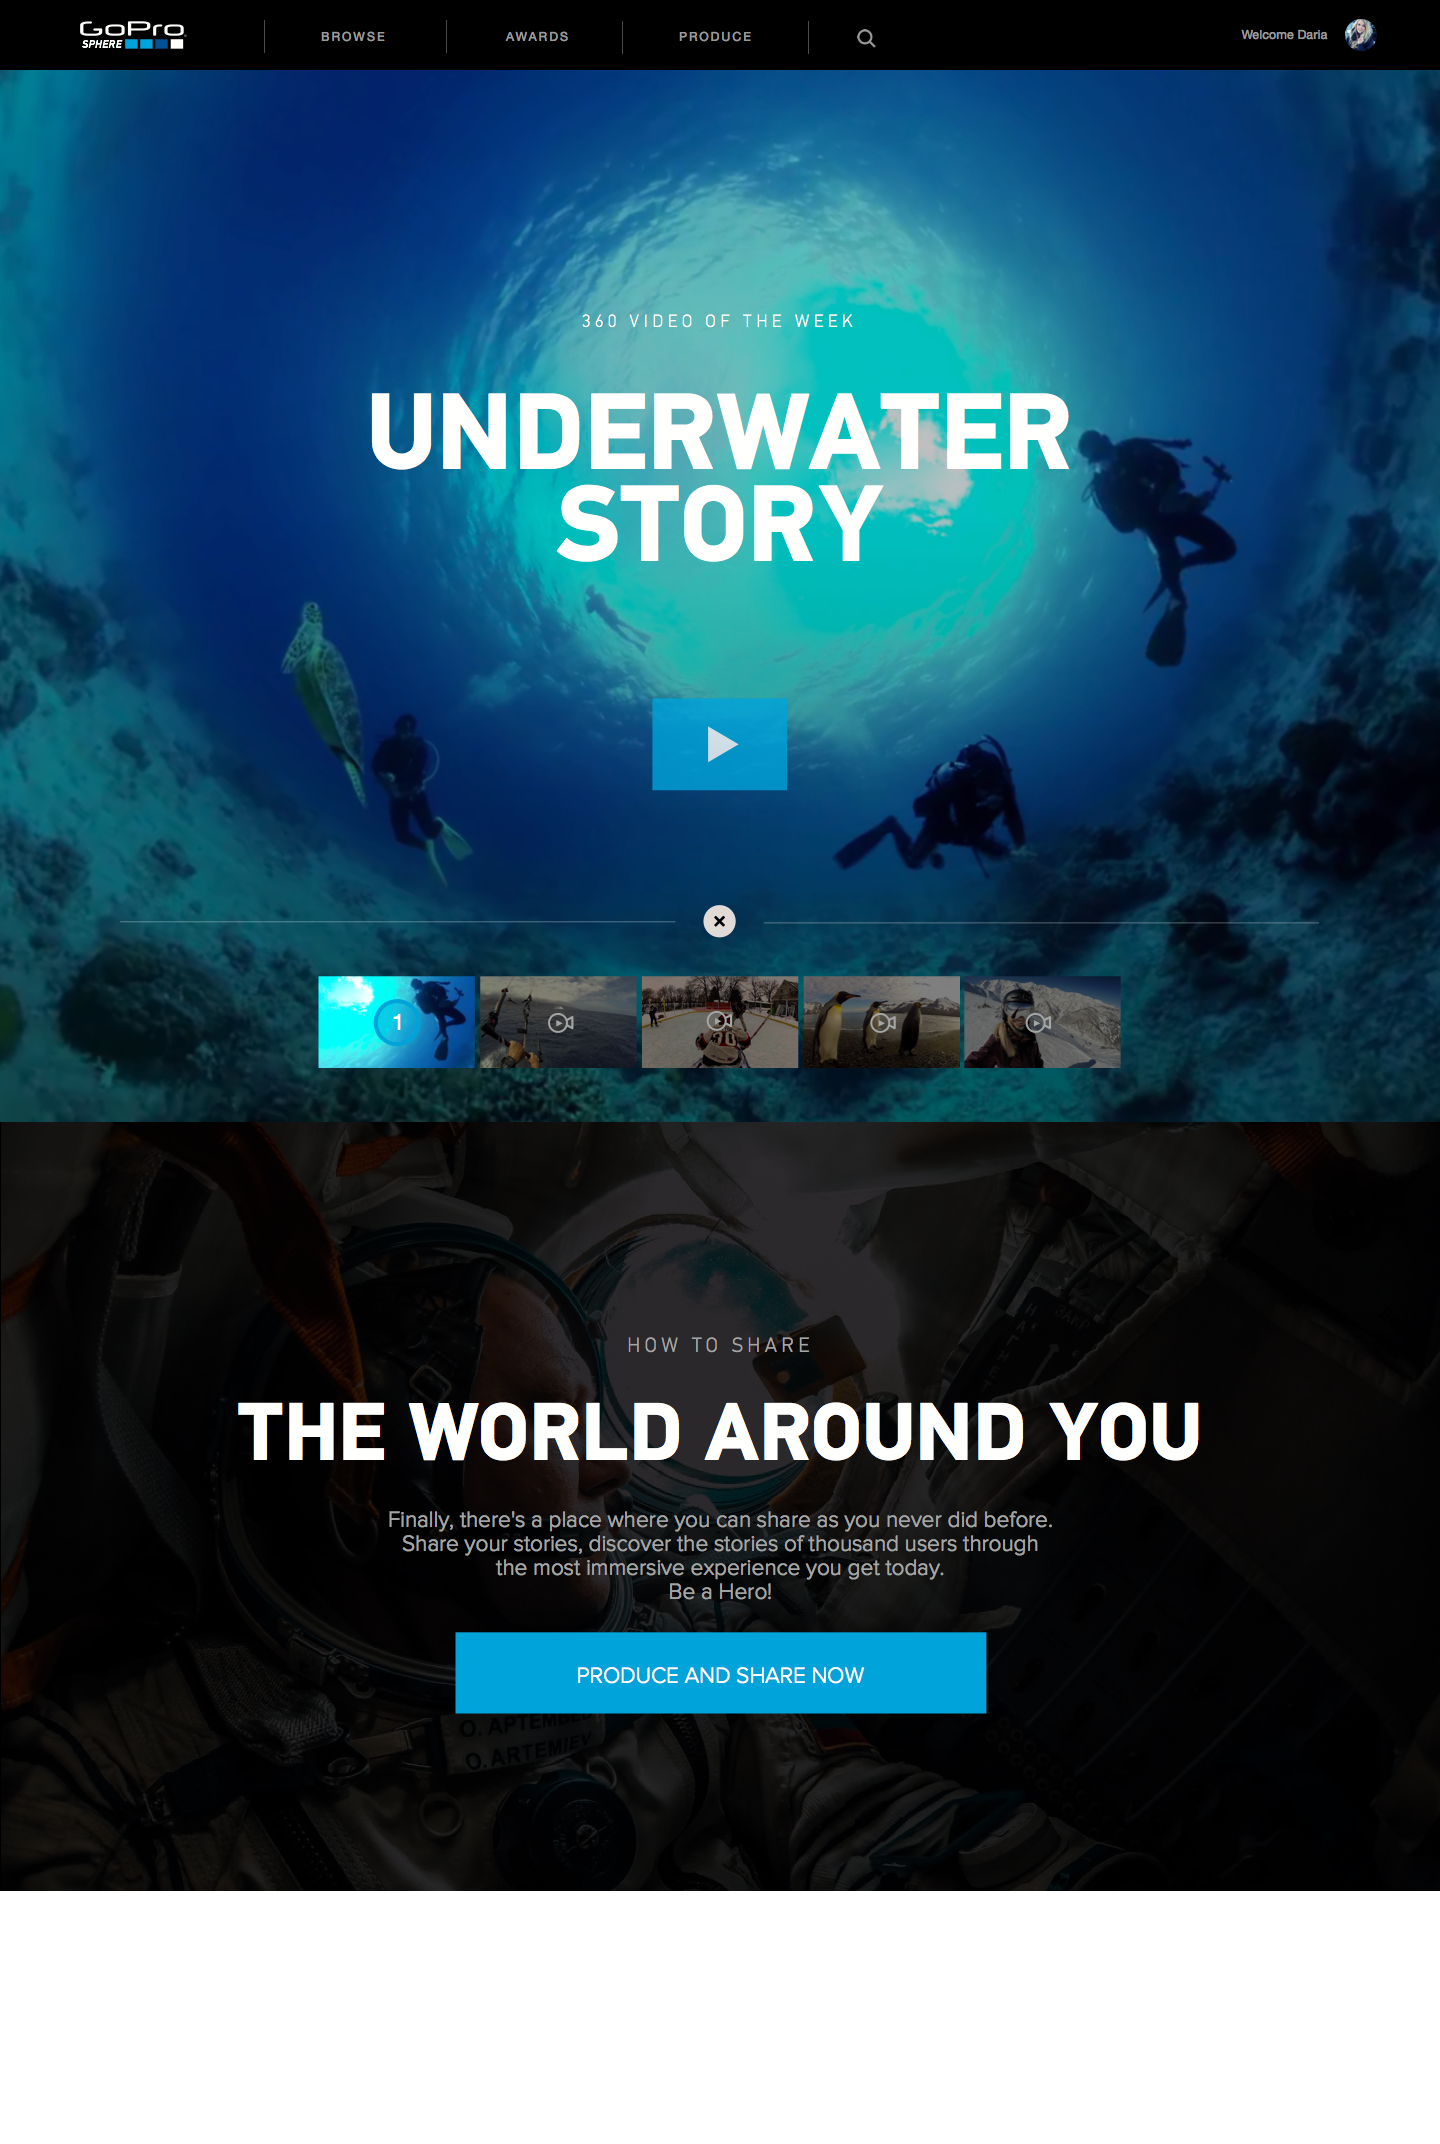 GoPro
SPHERE
BROWSE
AWARDS
PRODUCE
Welcome Daria
360 VIDEO OF THE WEEK
UNDERWATER
STORY
1
30
HOW TO SHARE
THE WORLD AROUND YOU
Finally, there's a place where you can share as you never did before.
Share your stories, discover the stories of thousand users through
the most immersive experience you get today.
Be a Hero!
PRODUCE AND SHARE NOW
О. АРТЕМЬЕВ
O. ARTEMIEV